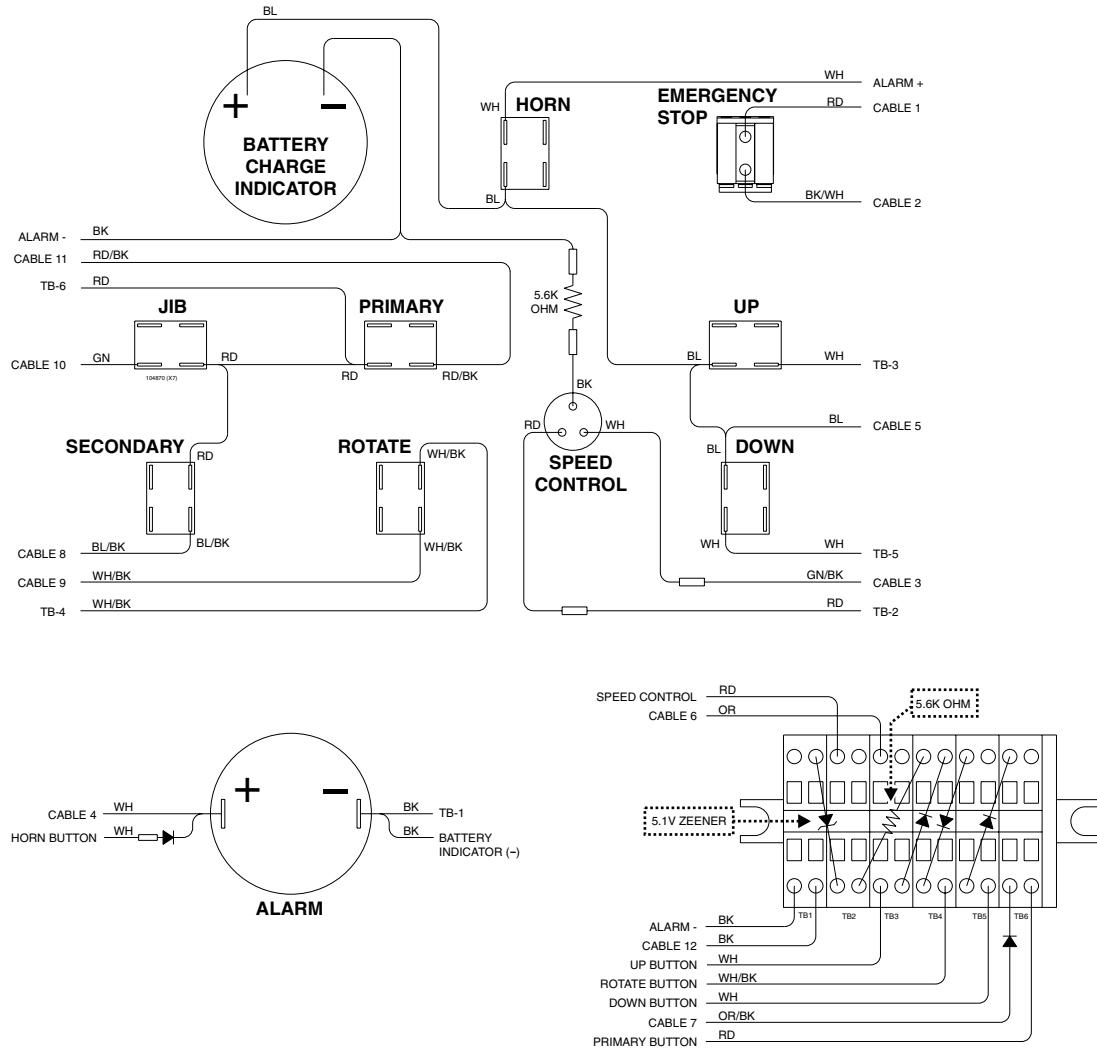 BL
WH
ALARM +
EMERGENCY
STOP
RD
CABLE 1
HORN
WH
+
−
BATTERY
CHARGE
INDICATOR
BL
BK/WH
CABLE 2
ALARM -
BK
CABLE 11
RD/BK
TB-6
RD
5.6K
OHM
JIB
PRIMARY
UP
CABLE 10
GN
RD
RD
RD/BK
BL
WH
TB-3
104870 (X7)
BK
SECONDARY
RD
ROTATE
WH/BK
RD
WH
SPEED
CONTROL
BL
CABLE 5
BL
DOWN
CABLE 8
BL/BK
BL/BK
WH/BK
WH
WH
TB-5
CABLE 9
WH/BK
GN/BK
CABLE 3
TB-4
WH/BK
RD
TB-2
SPEED CONTROL
RD
CABLE 6
OR
5.6K OHM
+
−
CABLE 4
WH
BK
TB-1
HORN BUTTON
WH
BK
BATTERY
INDICATOR (−)
ALARM
5.1V ZEENER
TB1
TB2
TB3
TB4
TB5
TB6
ALARM -
BK
CABLE 12
BK
UP BUTTON
WH
ROTATE BUTTON
WH/BK
DOWN BUTTON
WH
CABLE 7
OR/BK
PRIMARY BUTTON
RD